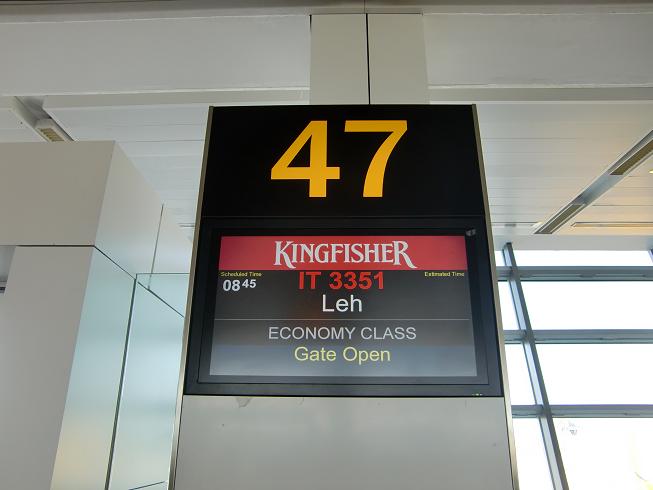 47
KINGFISHER
Scheduled Time
IT 3351
Estimated Time
08 45
Leh
ECONOMY CLASS
Gate Open